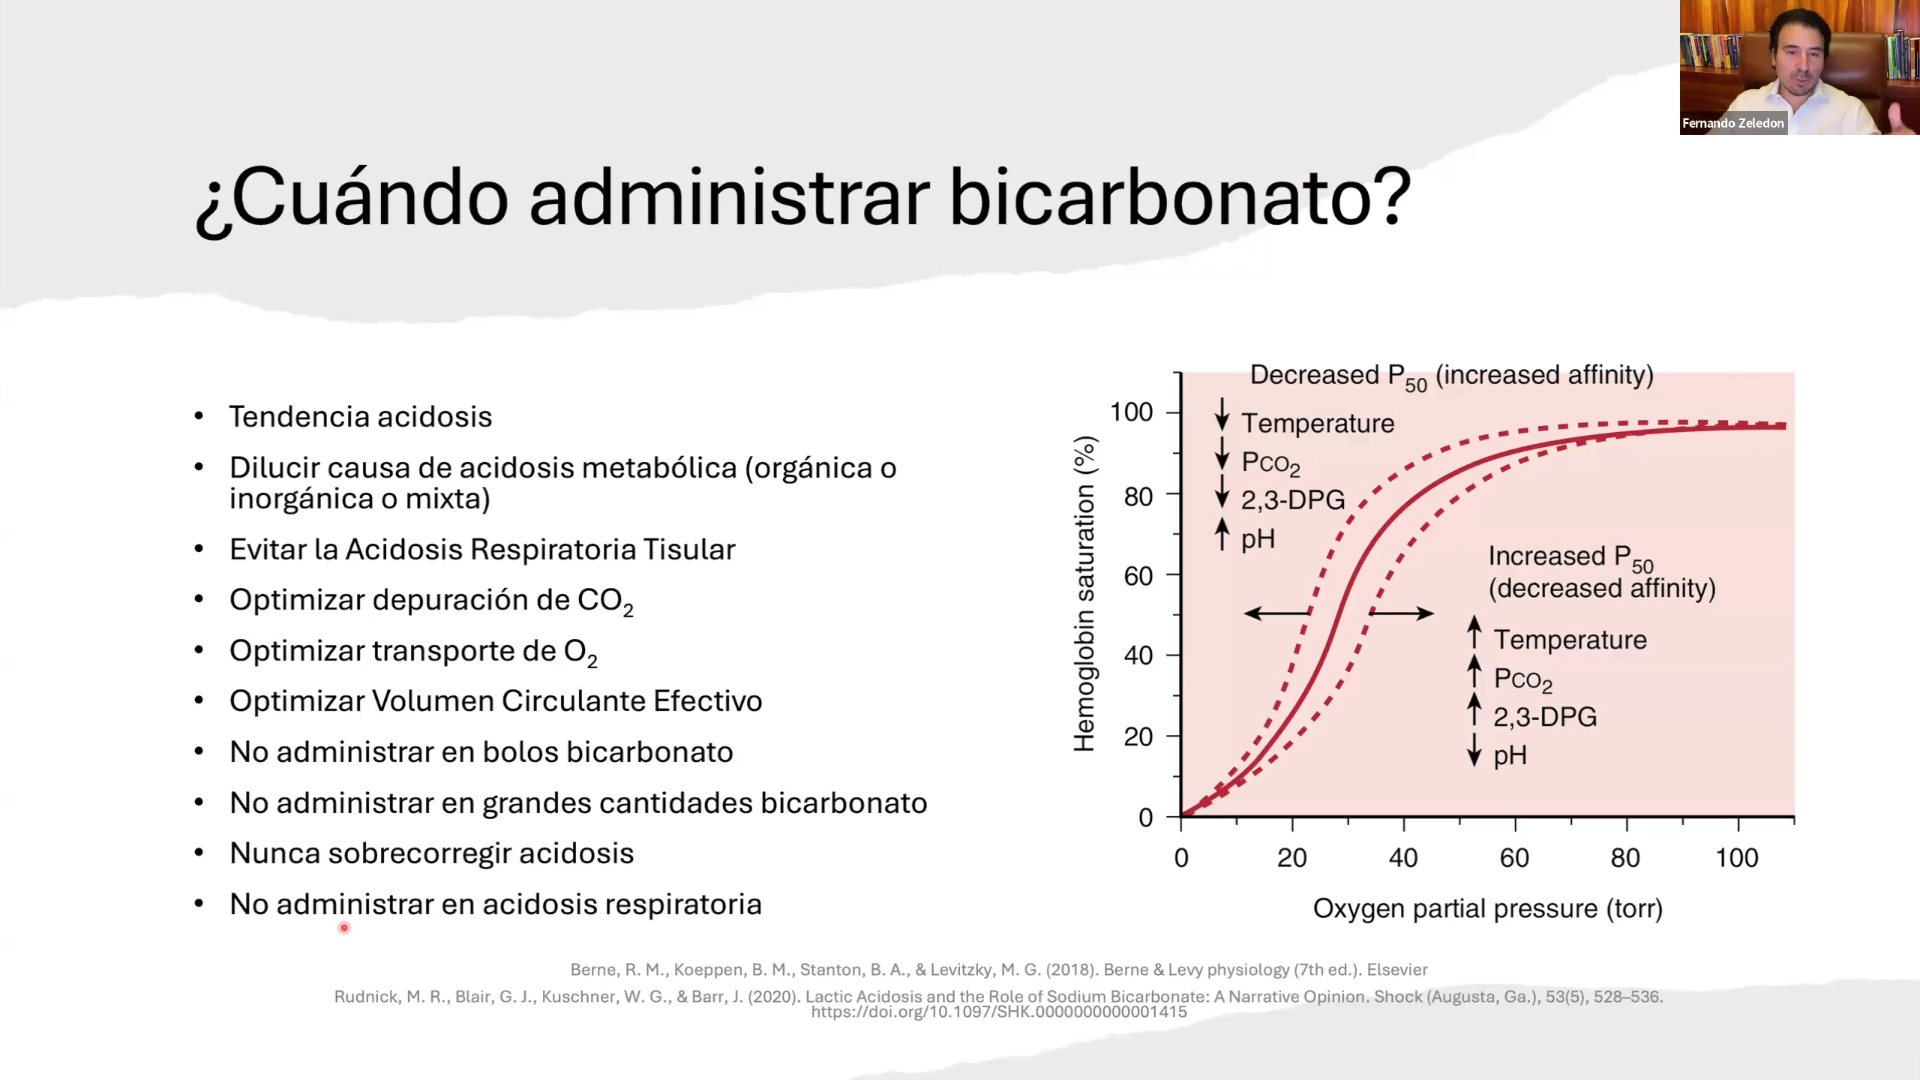 Fernando Zeledon
¿Cuándo administrar bicarbonato?
• Tendencia acidosis
• Dilucir causa de acidosis metabólica (orgánica o
inorgánica o mixta)
• Evitar la Acidosis Respiratoria Tisular
• Optimizar depuración de CO2
• Optimizar transporte de O2
• Optimizar Volumen Circulante Efectivo
• No administrar en bolos bicarbonato
• No administrar en grandes cantidades bicarbonato
• Nunca sobrecorregir acidosis
• No administrar en acidosis respiratoria
Decreased P50 (increased affinity)
↓ Temperature
↓ PCO2
↓ 2,3-DPG
↑ pH
Increased P50
(decreased affinity)
↑ Temperature
↑ PCO2
↑ 2,3-DPG
↓ pH
Hemoglobin saturation (%)
100
80
60
40
20
0
0 20 40 60 80 100
Oxygen partial pressure (torr)
Berne, R. M., Koeppen, B. M., Stanton, B. A., & Levitzky, M. G. (2018). Berne & Levy physiology (7th ed.). Elsevier
Rudnick, M. R., Blair, G. J., Kuschner, W. G., & Barr, J. (2020). Lactic Acidosis and the Role of Sodium Bicarbonate: A Narrative Opinion. Shock (Augusta, Ga.), 53(5), 528–536.
https://doi.org/10.1097/SHK.0000000000001415